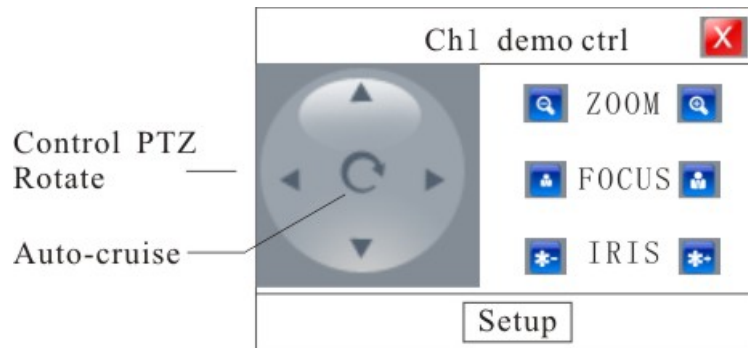 Ch1 demo ctrl
X
ZOOM
Control PTZ
Rotate
FOCUS
Auto-cruise
IRIS
Setup